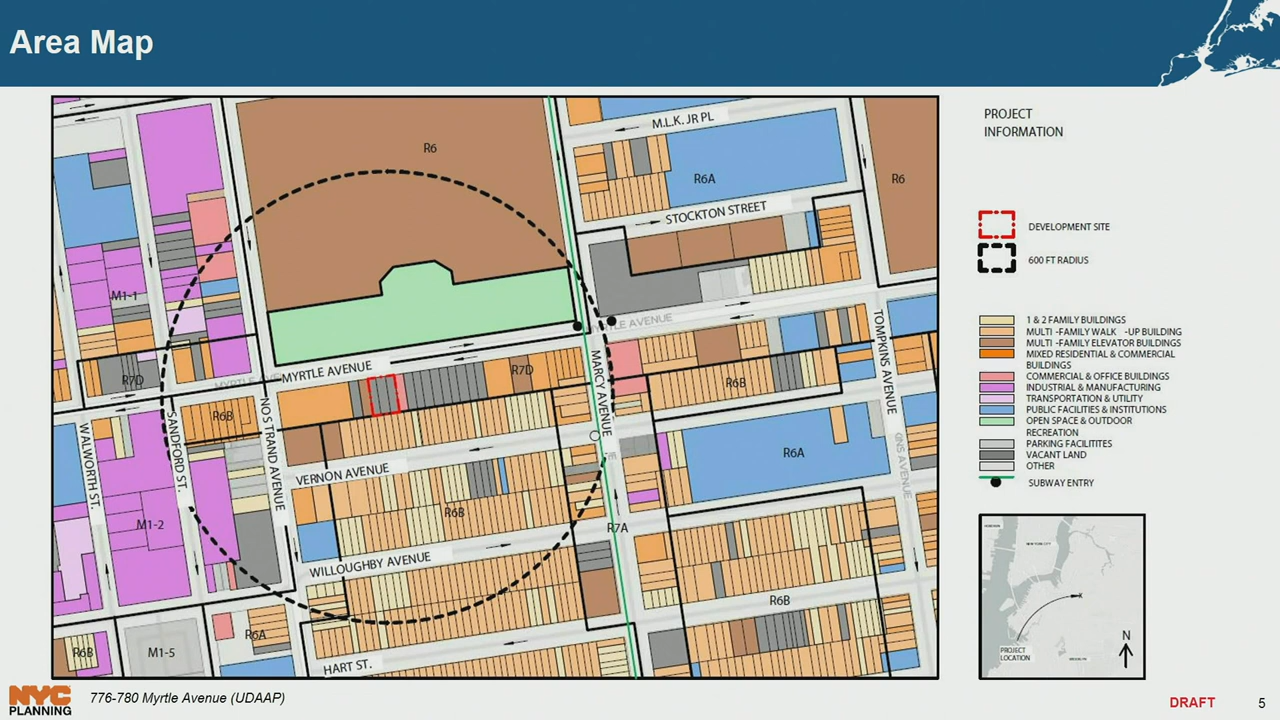 Area Map
PROJECT
INFORMATION
DEVELOPMENT SITE
600 FT RADIUS
1 & 2 FAMILY BUILDINGS
MULTI -FAMILY WALK -UP BUILDING
MULTI -FAMILY ELEVATOR BUILDINGS
MIXED RESIDENTIAL & COMMERCIAL
BUILDINGS
COMMERCIAL & OFFICE BUILDINGS
INDUSTRIAL & MANUFACTURING
TRANSPORTATION & UTILITY
PUBLIC FACILITIES & INSTITUTIONS
OPEN SPACE & OUTDOOR
RECREATION
PARKING FACILITITES
VACANT LAND
OTHER
SUBWAY ENTRY
M.L.K. JR PL
R6
R6A
R6
STOCKTON STREET
M1-1
MYRTLE AVENUE
TOMPKINS AVENUE
MYRTLE AVENUE
MARCY AVENUE
R7D
R7D
R6B
R6B
NOSTRAND AVENUE
SANDFORD ST.
WALWORTH ST.
R6A
VERNON AVENUE
R6B
M1-2
R7A
WILLOUGHBY AVENUE
R6B
R6A
R6B
M1-5
HART ST.
PROJECT
LOCATION
N
NYC
PLANNING
776-780 Myrtle Avenue (UDAAP)
DRAFT
5